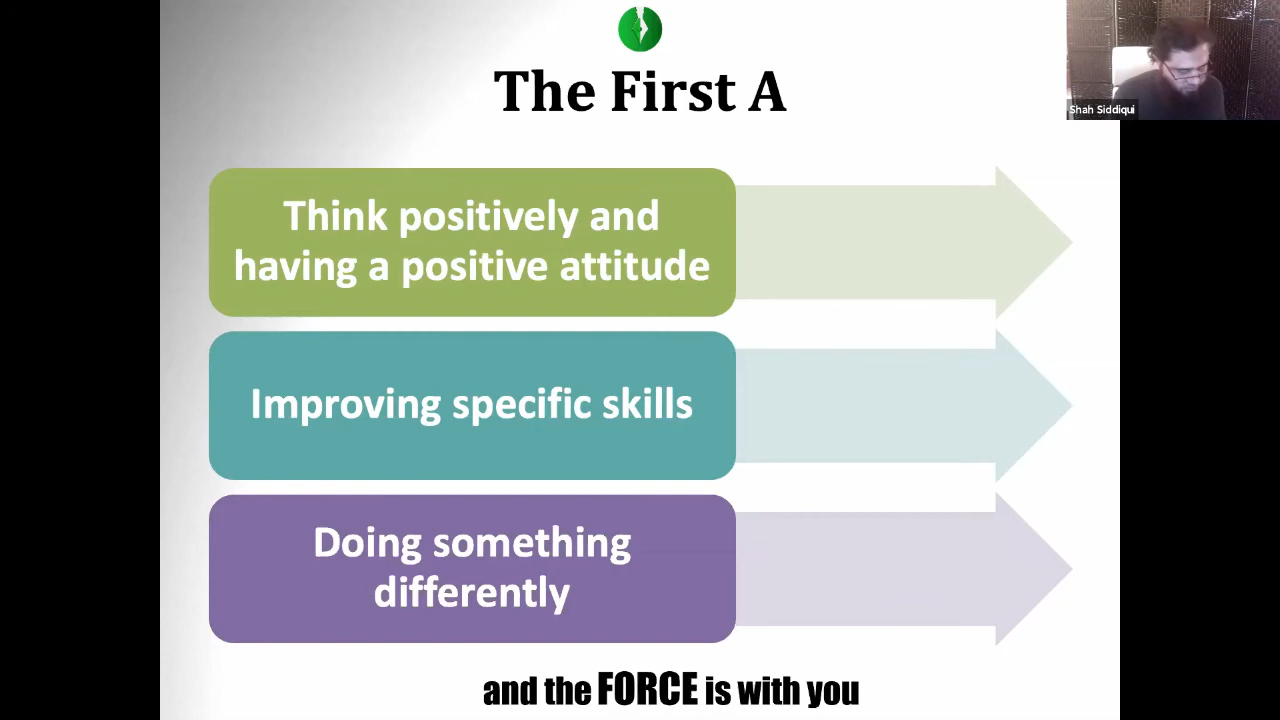 The First A
Shah Siddiqui
Think positively and
having a positive attitude
Improving specific skills
Doing something
differently
and the FORCE is with you